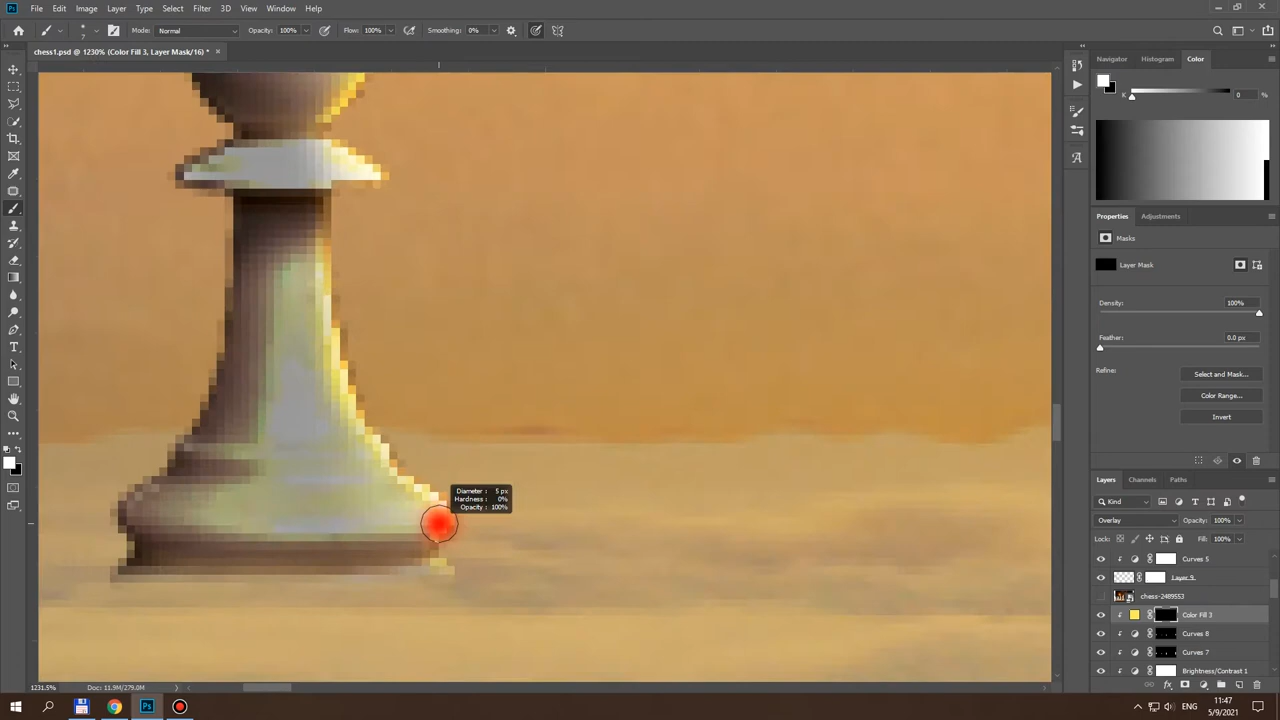 Ps File Edit Image Layer Type Select Filter 3D View Window Help
7 Mode: Normal Opacity: 100% Flow: 100% Smoothing: 0%
chess1.psd @ 1230% (Color Fill 3, Layer Mask/16) * ×
Navigator Histogram Color
K 0 %
Properties Adjustments
Masks
Layer Mask
Density: 100%
Feather: 0.0 px
Refine: Select and Mask...
Color Range...
Invert
Diameter : 5 px
Hardness : 0%
Opacity : 100%
Layers Channels Paths
Kind
Overlay Opacity: 100%
Lock: Fill: 100%
Curves 5
Layer 9
chess-2489553
Color Fill 3
Curves 8
Curves 7
Brightness/Contrast 1
1231.5% Doc: 11.9M/279.0M
Ps ENG 11:47
5/9/2021